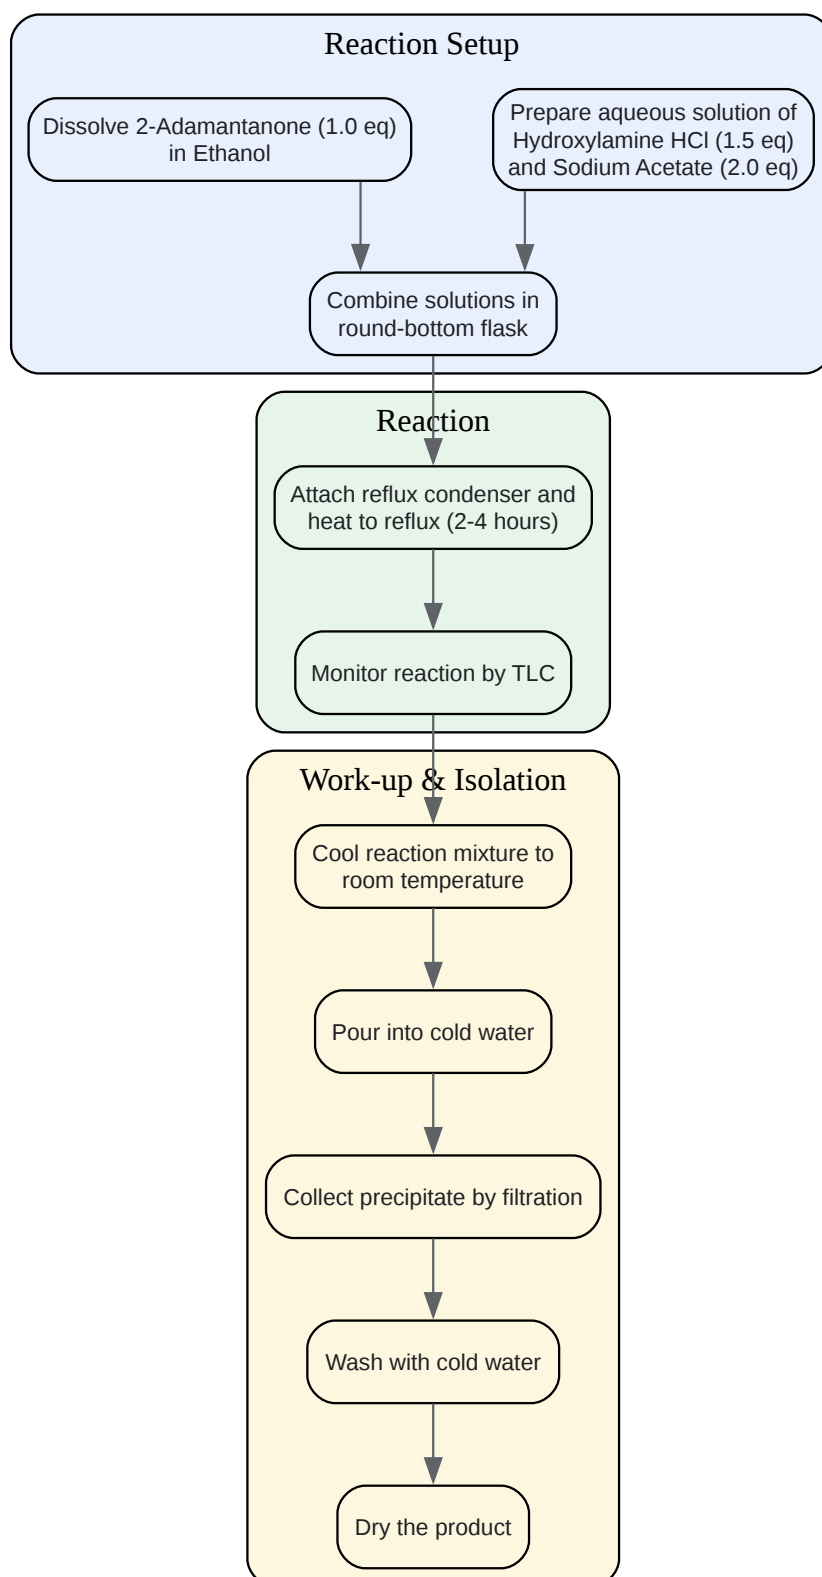 Reaction Setup
Dissolve 2-Adamantanone (1.0 eq)
in Ethanol
Prepare aqueous solution of
Hydroxylamine HCl (1.5 eq)
and Sodium Acetate (2.0 eq)
Combine solutions in
round-bottom flask
Reaction
Attach reflux condenser and
heat to reflux (2-4 hours)
Monitor reaction by TLC
Work-up & Isolation
Cool reaction mixture to
room temperature
Pour into cold water
Collect precipitate by filtration
Wash with cold water
Dry the product